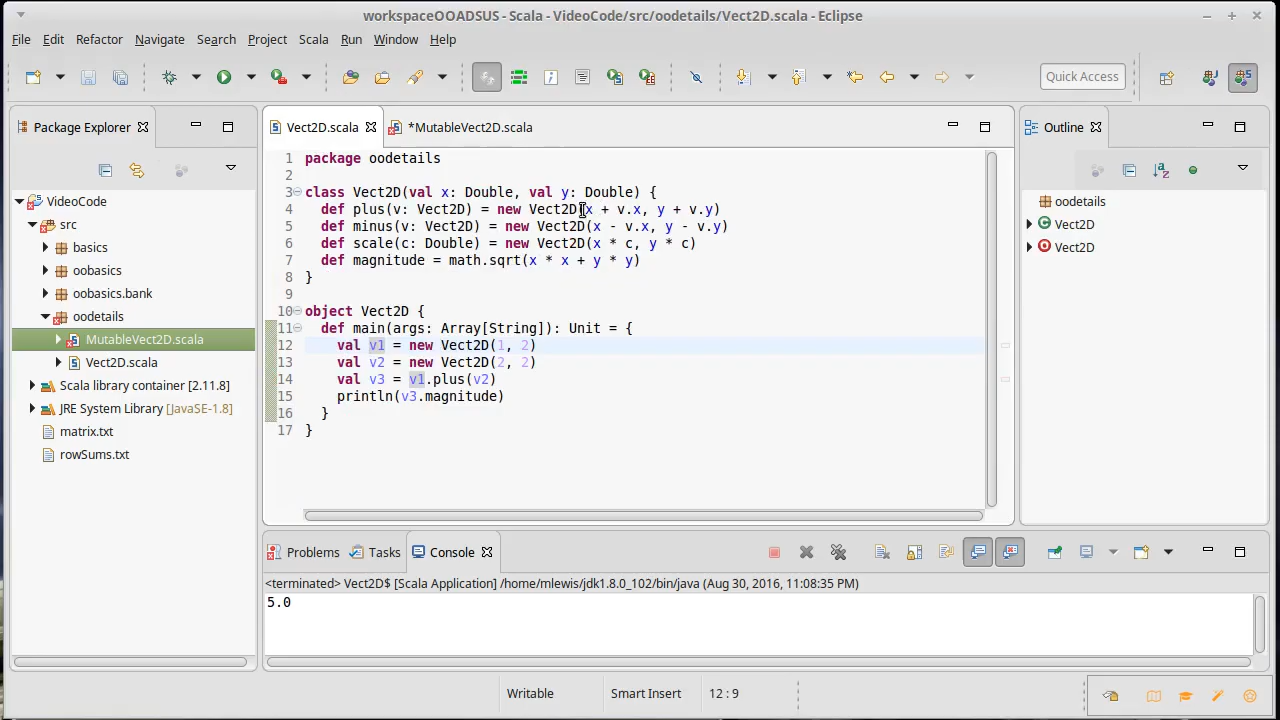 workspaceOOADSUS - Scala - VideoCode/src/oodetails/Vect2D.scala - Eclipse
File Edit Refactor Navigate Search Project Scala Run Window Help
Quick Access
Package Explorer
VideoCode
src
basics
oobasics
oobasics.bank
oodetails
MutableVect2D.scala
Vect2D.scala
Scala library container [2.11.8]
JRE System Library [JavaSE-1.8]
matrix.txt
rowSums.txt
Vect2D.scala *MutableVect2D.scala
1 package oodetails
2
3 class Vect2D(val x: Double, val y: Double) {
4 def plus(v: Vect2D) = new Vect2D(x + v.x, y + v.y)
5 def minus(v: Vect2D) = new Vect2D(x - v.x, y - v.y)
6 def scale(c: Double) = new Vect2D(x * c, y * c)
7 def magnitude = math.sqrt(x * x + y * y)
8 }
9
10 object Vect2D {
11 def main(args: Array[String]): Unit = {
12 val v1 = new Vect2D(1, 2)
13 val v2 = new Vect2D(2, 2)
14 val v3 = v1.plus(v2)
15 println(v3.magnitude)
16 }
17 }
Outline
oodetails
Vect2D
Vect2D
Problems Tasks Console
<terminated> Vect2D$ [Scala Application] /home/mlewis/jdk1.8.0_102/bin/java (Aug 30, 2016, 11:08:35 PM)
5.0
Writable Smart Insert 12 : 9